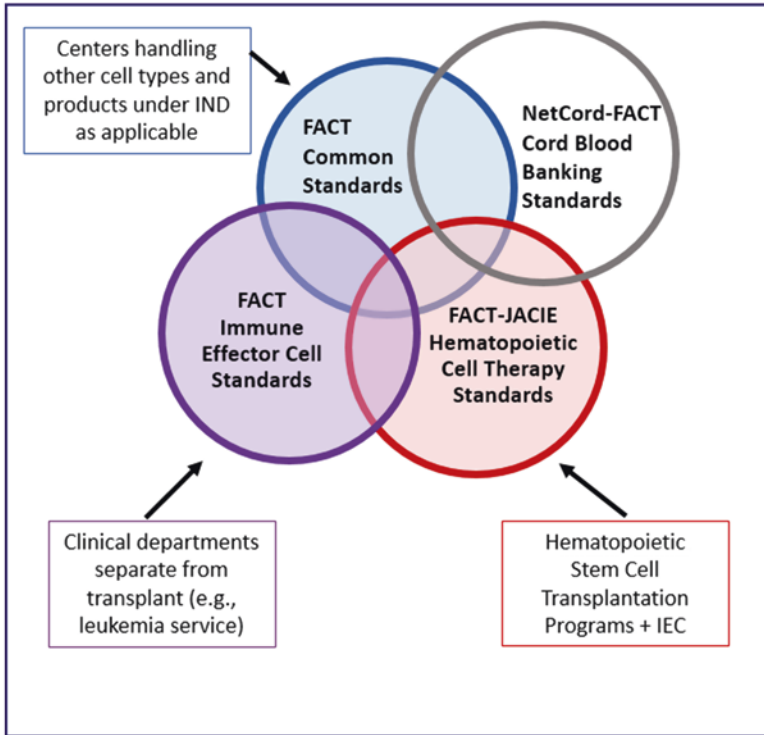 Centers handling
other cell types and
products under IND
as applicable
FACT
Common
Standards
NetCord-FACT
Cord Blood
Banking
Standards
FACT
Immune
Effector Cell
Standards
FACT-JACIE
Hematopoietic
Cell Therapy
Standards
Clinical departments
separate from
transplant (e.g.,
leukemia service)
Hematopoietic
Stem Cell
Transplantation
Programs + IEC